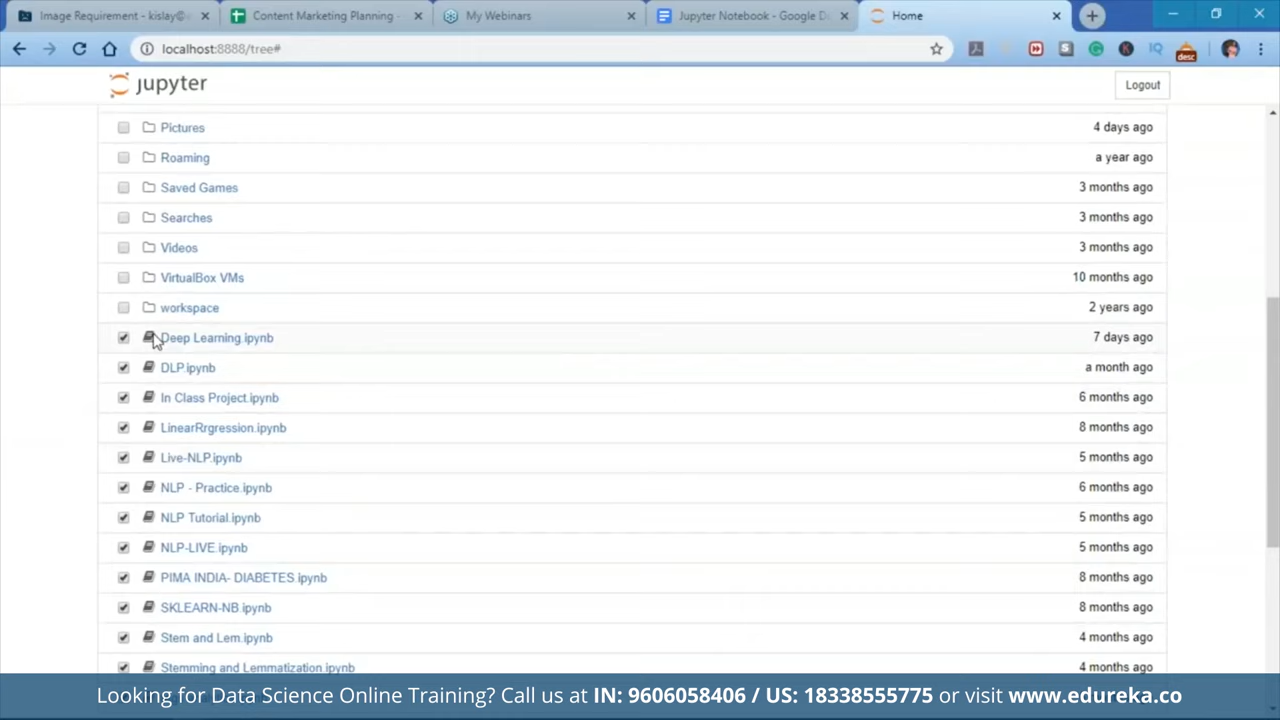 Image Requirement - kislay@
Content Marketing Planning -
My Webinars
Jupyter Notebook - Google D
Home
localhost:8888/tree#
desc
jupyter
Logout
Pictures 4 days ago
Roaming a year ago
Saved Games 3 months ago
Searches 3 months ago
Videos 3 months ago
VirtualBox VMs 10 months ago
workspace 2 years ago
Deep Learning.ipynb 7 days ago
DLP.ipynb a month ago
In Class Project.ipynb 6 months ago
LinearRrgression.ipynb 8 months ago
Live-NLP.ipynb 5 months ago
NLP - Practice.ipynb 6 months ago
NLP Tutorial.ipynb 5 months ago
NLP-LIVE.ipynb 5 months ago
PIMA INDIA- DIABETES.ipynb 8 months ago
SKLEARN-NB.ipynb 8 months ago
Stem and Lem.ipynb 4 months ago
Stemming and Lemmatization.ipynb 4 months ago
Looking for Data Science Online Training? Call us at IN: 9606058406 / US: 18338555775 or visit www.edureka.co